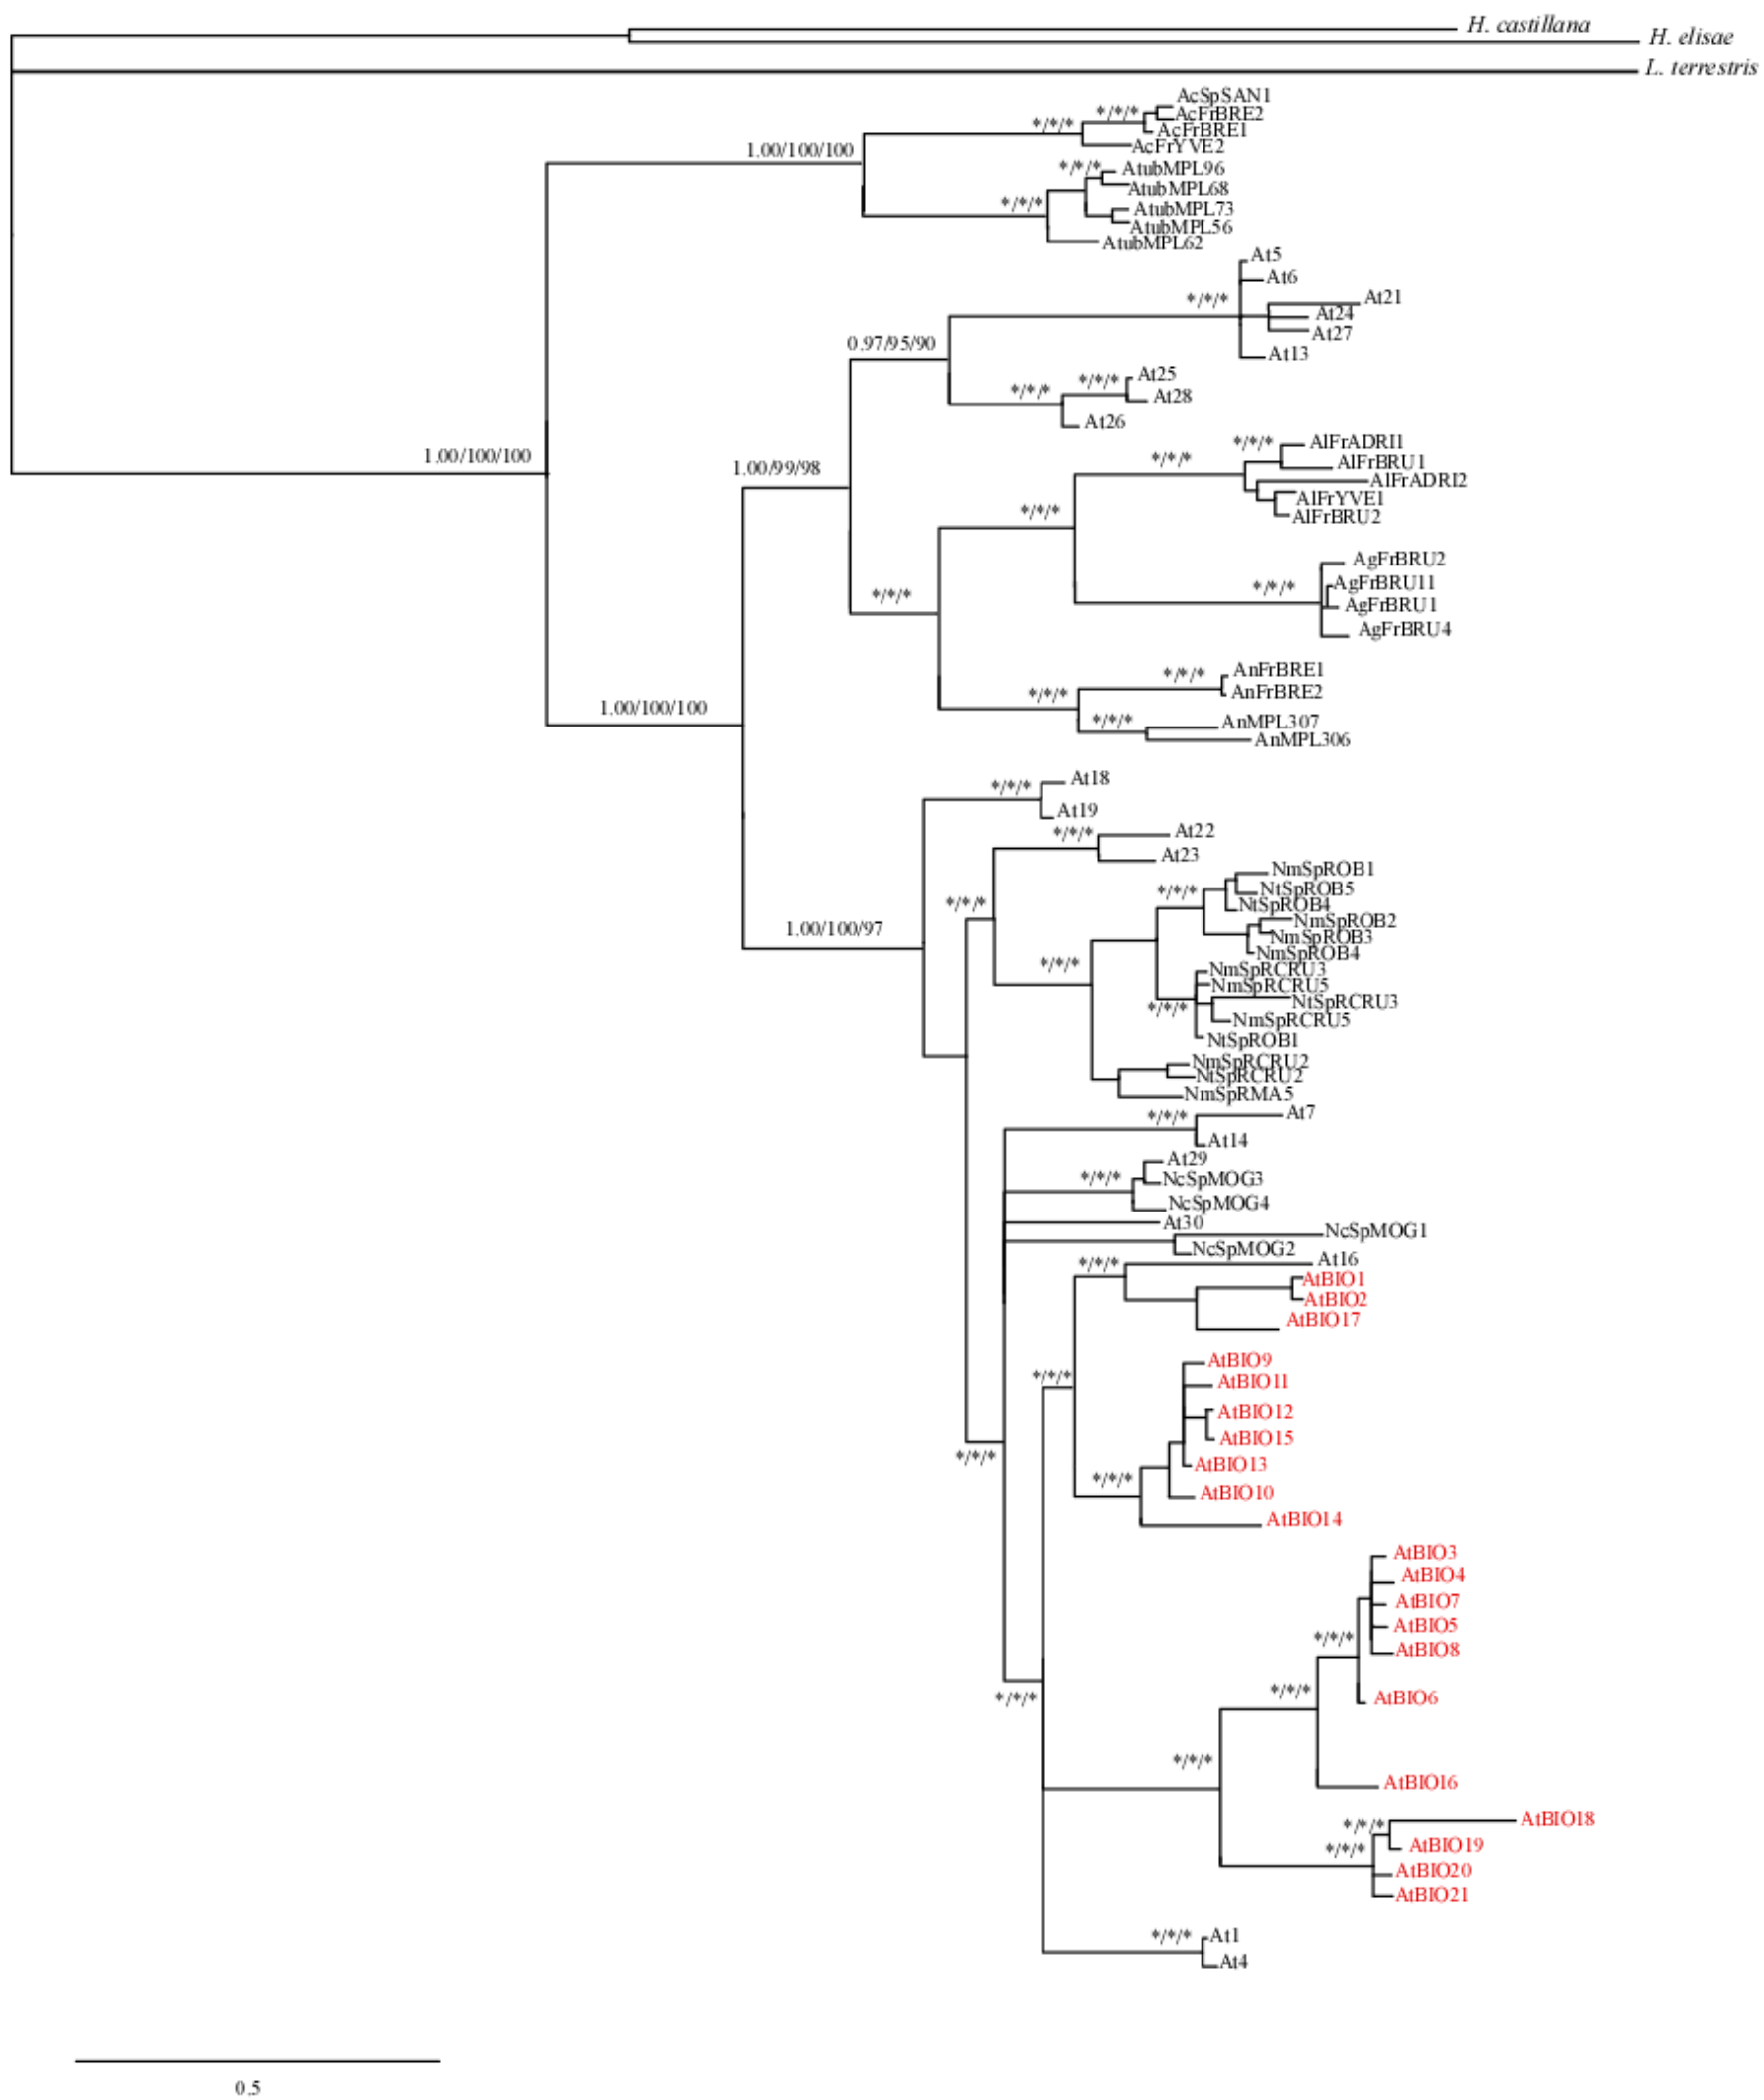 H. castillana
H. elisae
L. terrestris
AcSpSAN1
*/*/*
AcFrBRE2
*/*/*
AcFrBRE1
AcFrYVE2
1.00/100/100
*/*/*
AtubMPL96
AtubMPL68
*/*/*
AtubMPL73
AtubMPL56
AtubMPL62
At5
At6
*/*/*
At21
At24
At27
0.97/95/90
At13
*/*/*
At25
*/*/*
At28
At26
*/*/*
AlFrADRI1
1.00/100/100
1.00/99/98
*/*/*
AlFrBRU1
AlFrADRI2
AlFrYVE1
*/*/*
AlFrBRU2
AgFrBRU2
*/*/*
AgFrBRU11
*/*/*
AgFrBRU1
AgFrBRU4
*/*/*
AnFrBRE1
*/*/*
AnFrBRE2
1.00/100/100
*/*/*
AnMPL307
AnMPL306
*/*/*
At18
At19
*/*/*
At22
At23
NmSpROB1
*/*/*
NtSpROB5
*/*/*
NtSpROB4
1.00/100/97
NmSpROB2
NmSpROB3
NmSpROB4
*/*/*
NmSpRCRU3
NmSpRCRU5
*/*/*
NtSpRCRU3
NmSpRCRU5
NtSpROB1
NmSpRCRU2
NtSpRCRU2
NmSpRMA5
*/*/*
At7
At14
At29
*/*/*
NcSpMOG3
NcSpMOG4
At30
NcSpMOG1
NcSpMOG2
*/*/*
At16
AtBIO1
AtBIO2
AtBIO17
AtBIO9
*/*/*
AtBIO11
AtBIO12
AtBIO15
*/*/*
AtBIO13
*/*/*
AtBIO10
AtBIO14
AtBIO3
AtBIO4
AtBIO7
AtBIO5
*/*/*
AtBIO8
*/*/*
*/*/*
AtBIO6
*/*/*
AtBIO16
*/*/*
AtBIO18
*/*/*
AtBIO19
AtBIO20
AtBIO21
*/*/*
At1
At4
0.5